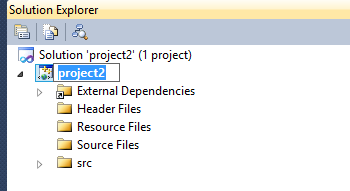 Solution Explorer
Solution 'project2' (1 project)
project2
External Dependencies
Header Files
Resource Files
Source Files
src